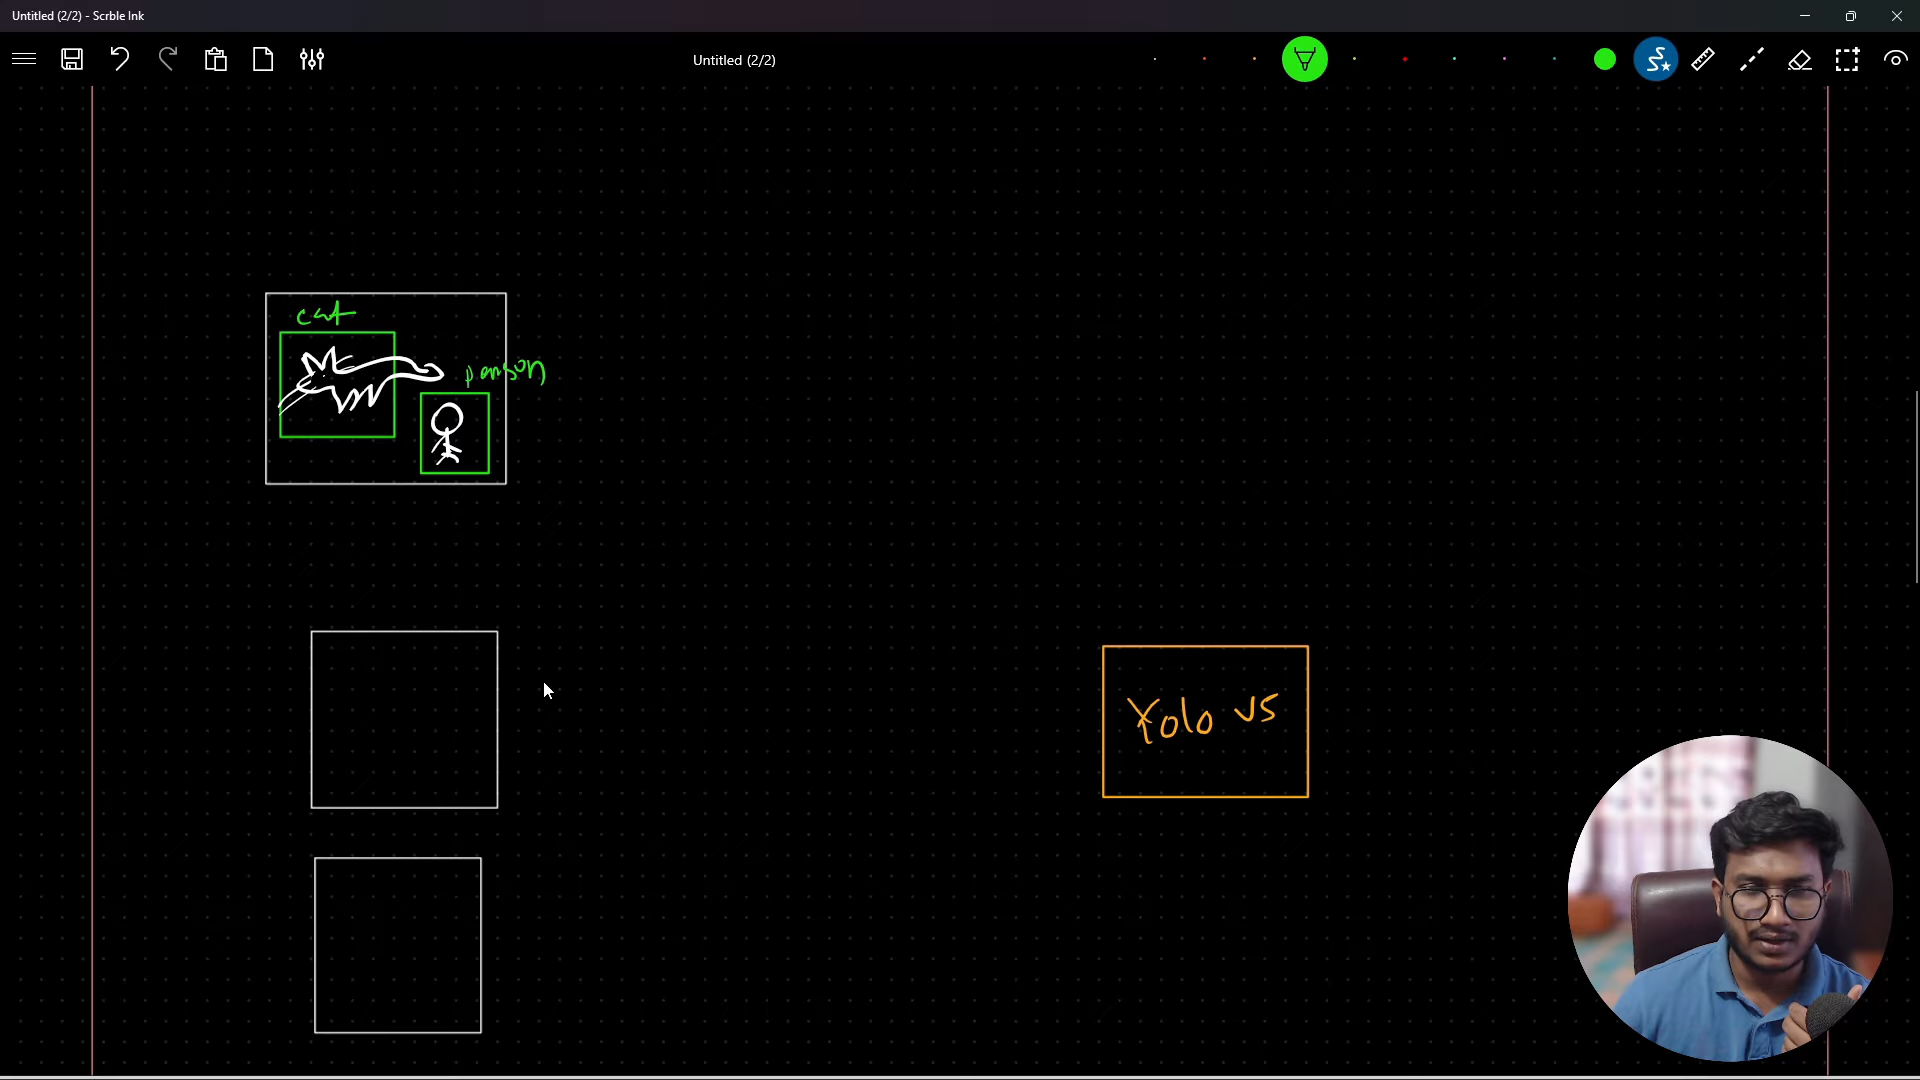 Untitled (2/2) - Scrble Ink
Untitled (2/2)
cat
person
Yolo v5